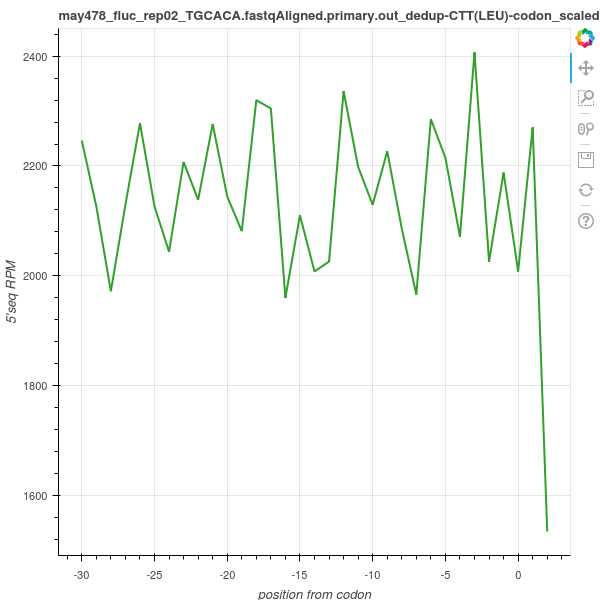 may478_fluc_rep02_TGCACA.fastqAligned.primary.out_dedup-CTT(LEU)-codon_scaled
2400
2200
2000
1800
1600
5'seq RPM
-30 -25 -20 -15 -10 -5 0
position from codon